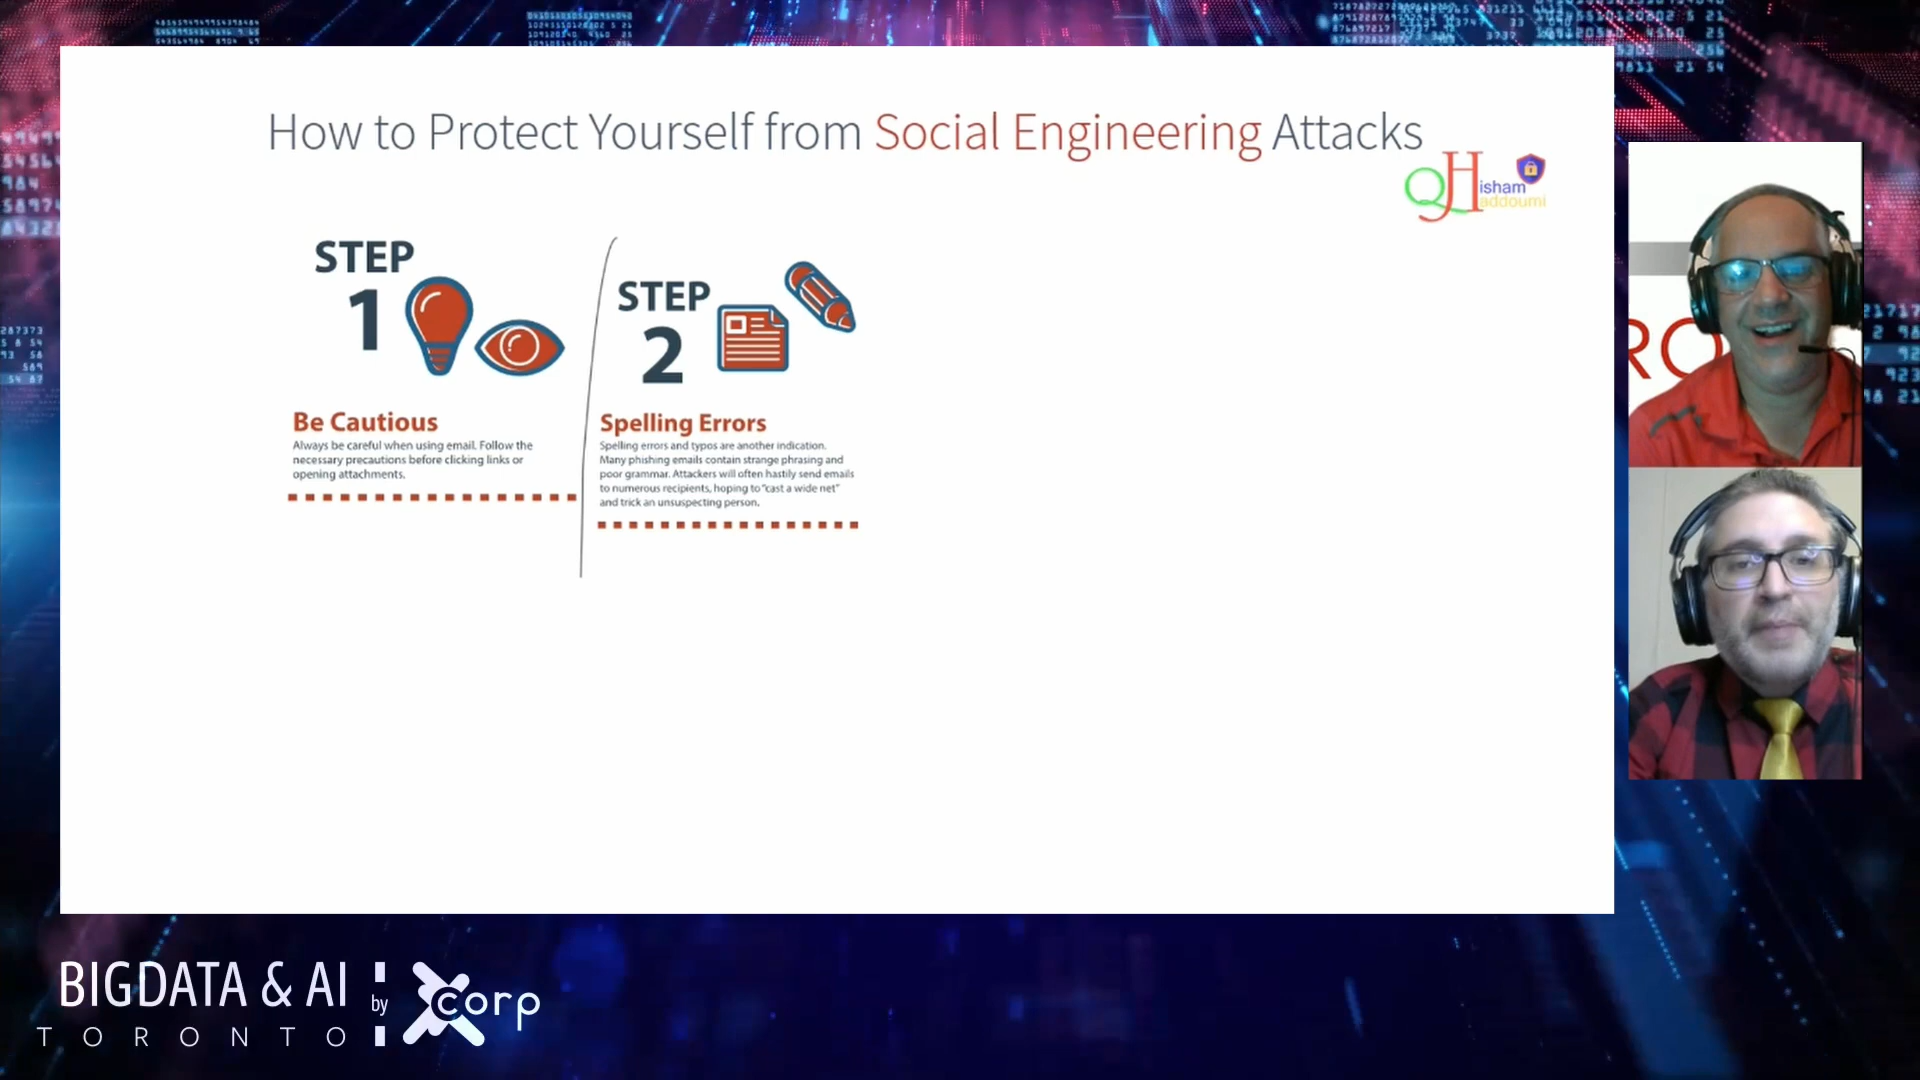 How to Protect Yourself from Social Engineering Attacks
QHisham
Haddoumi
STEP
1
Be Cautious
Always be careful when using email. Follow the
necessary precautions before clicking links or
opening attachments.
STEP
2
Spelling Errors
Spelling errors and typos are another indication.
Many phishing emails contain strange phrasing and
poor grammar. Attackers will often hastily send emails
to numerous recipients, hoping to "cast a wide net"
and trick an unsuspecting person.
RO
BIGDATA & AI
TORONTO
by
corp